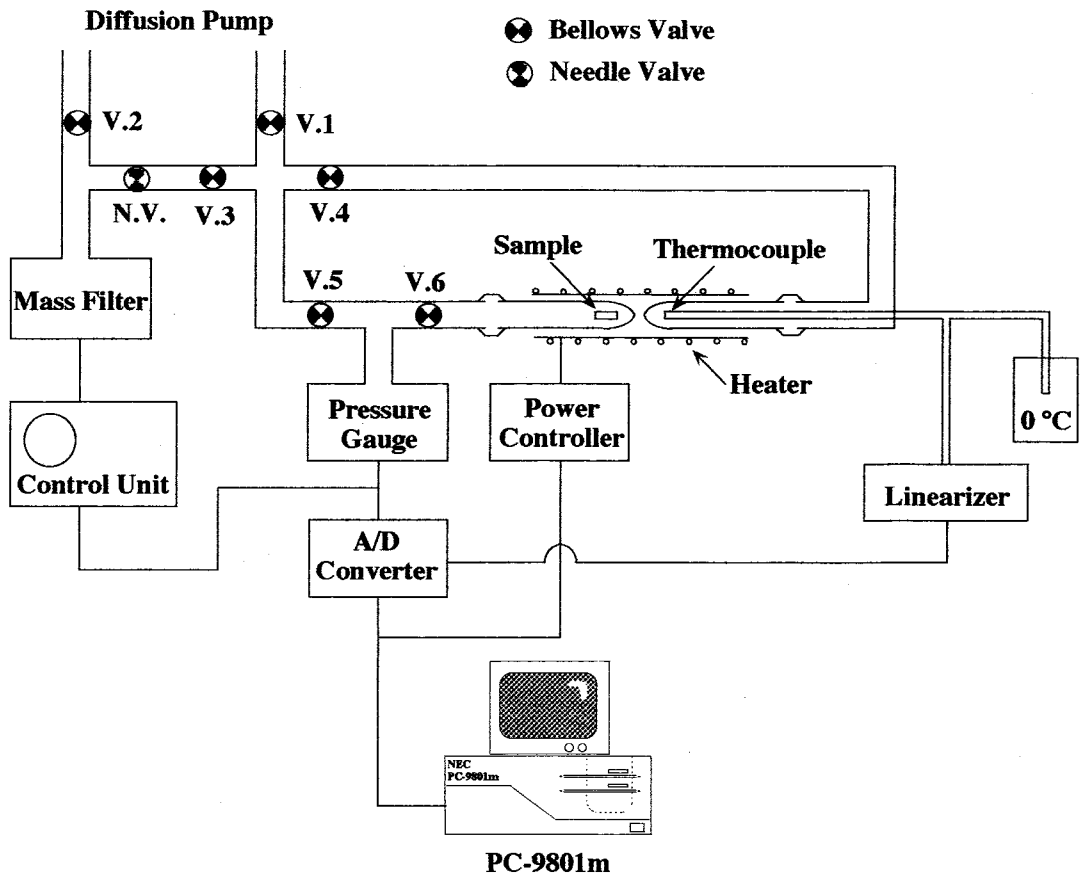 Diffusion Pump
Bellows Valve
Needle Valve
V.2
V.1
N.V.
V.3
V.4
Sample
Thermocouple
V.5
V.6
Mass Filter
Heater
0 °C
Pressure
Gauge
Power
Controller
Control Unit
Linearizer
A/D
Converter
NEC
PC-9801m
PC-9801m